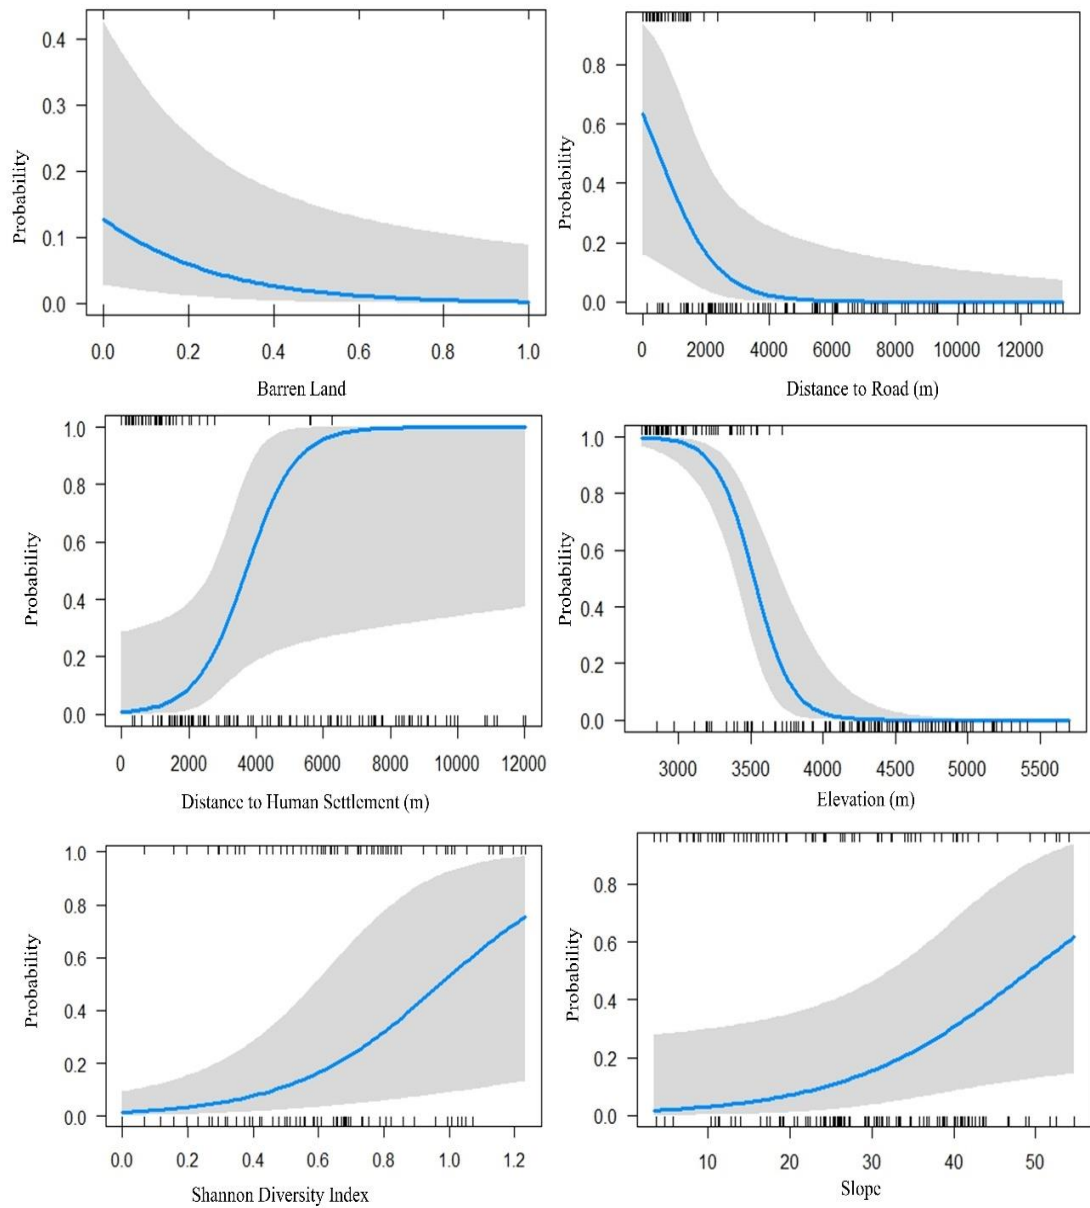 Probability
0.4
0.3
0.2
0.1
0.0
0.0 0.2 0.4 0.6 0.8 1.0
Barren Land
Probability
0.8
0.6
0.4
0.2
0.0
0 2000 4000 6000 8000 10000 12000
Distance to Road (m)
Probability
1.0
0.8
0.6
0.4
0.2
0.0
0 2000 4000 6000 8000 10000 12000
Distance to Human Settlement (m)
Probability
1.0
0.8
0.6
0.4
0.2
0.0
3000 3500 4000 4500 5000 5500
Elevation (m)
Probability
1.0
0.8
0.6
0.4
0.2
0.0
0.0 0.2 0.4 0.6 0.8 1.0 1.2
Shannon Diversity Index
Probability
0.8
0.6
0.4
0.2
0.0
10 20 30 40 50
Slope